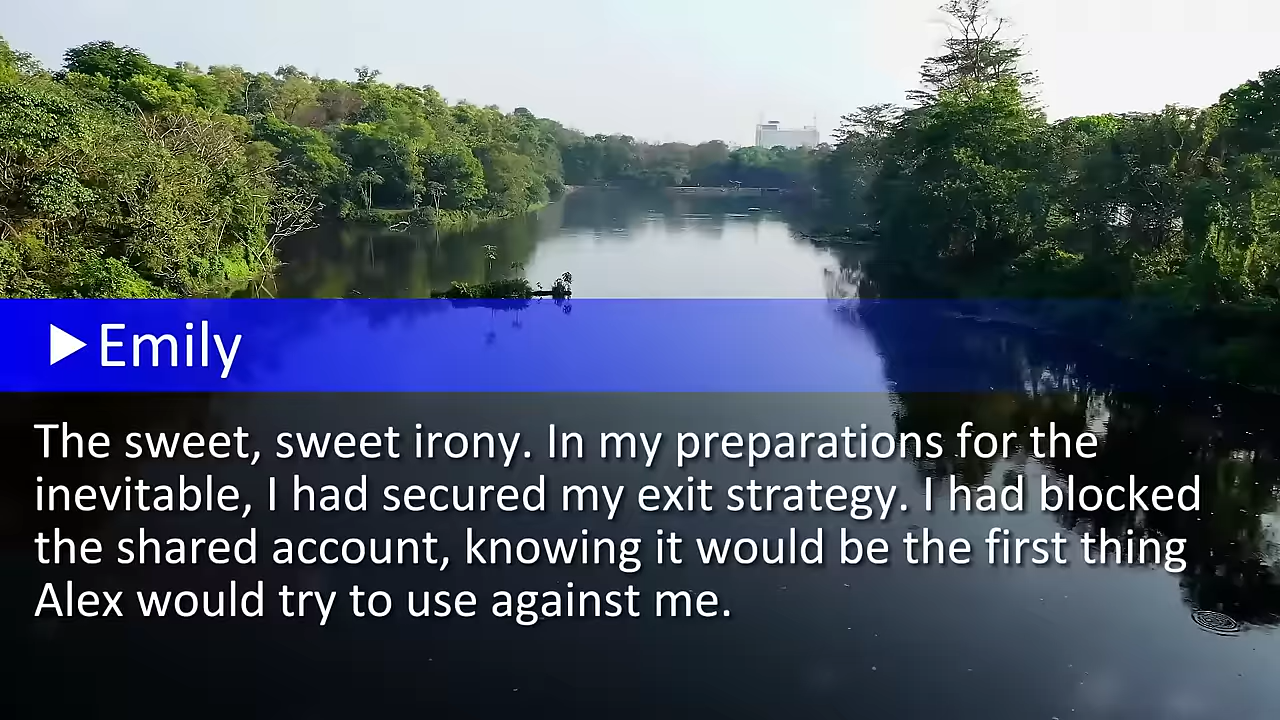 Emily
The sweet, sweet irony. In my preparations for the
inevitable, I had secured my exit strategy. I had blocked
the shared account, knowing it would be the first thing
Alex would try to use against me.